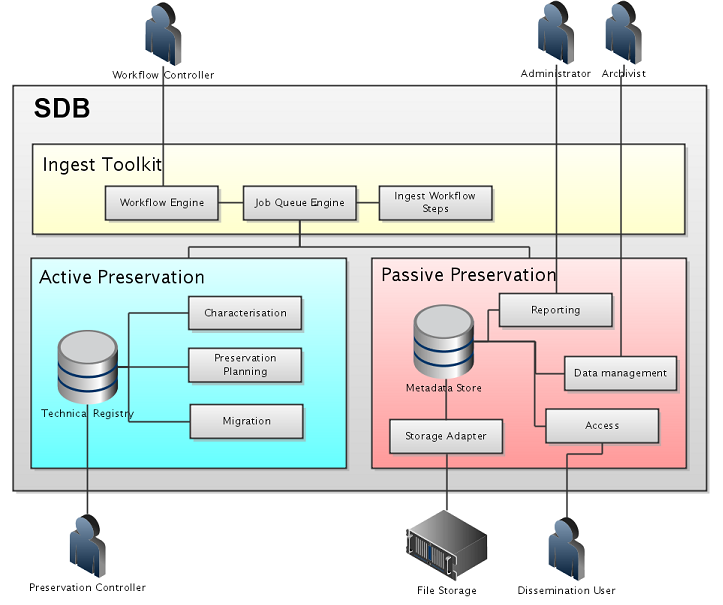 Workflow Controller
Administrator
Archivist
SDB
Ingest Toolkit
Workflow Engine
Job Queue Engine
Ingest Workflow
Steps
Active Preservation
Passive Preservation
Characterisation
Reporting
Preservation
Planning
Data management
Metadata Store
Technical Registry
Migration
Storage Adapter
Access
Preservation Controller
File Storage
Dissemination User